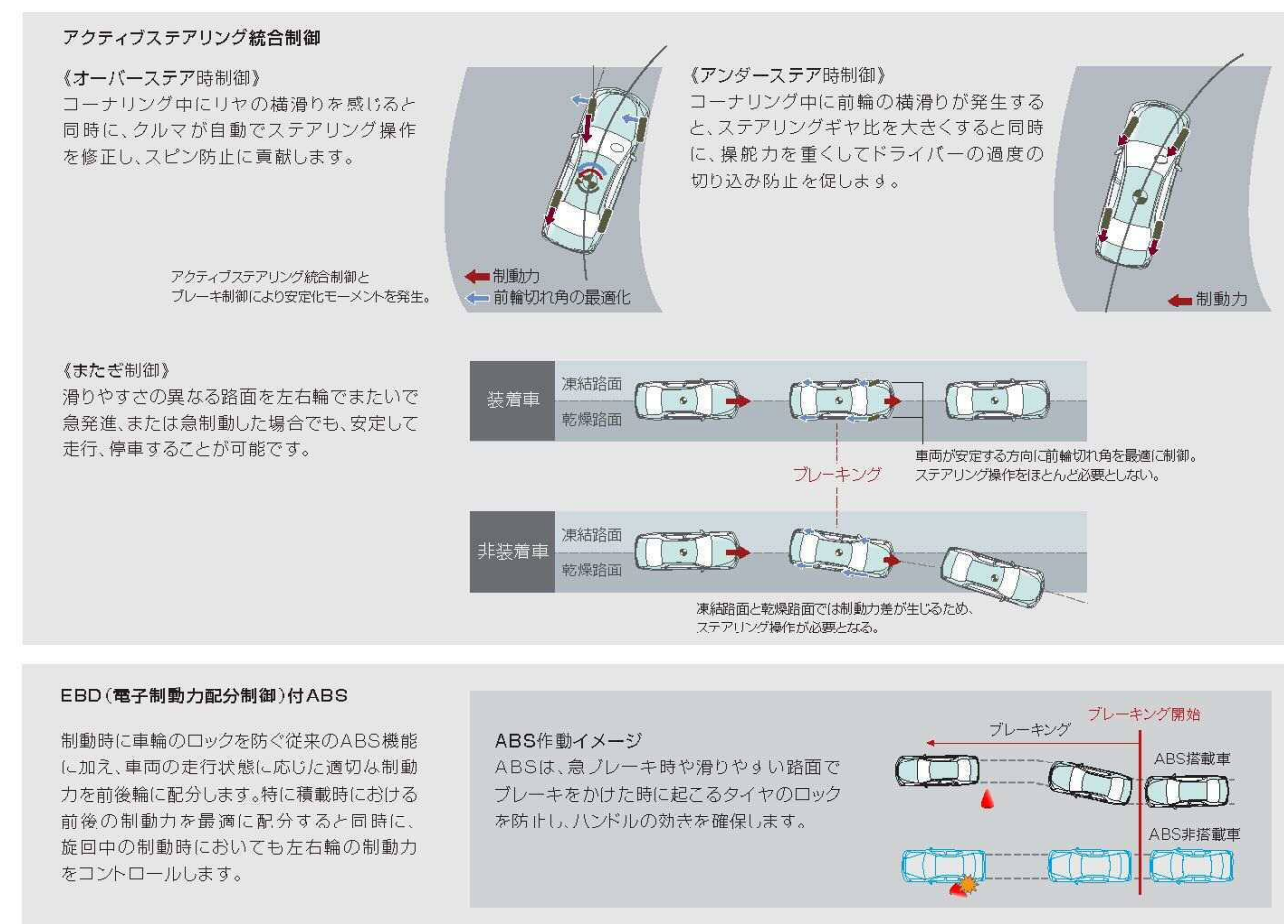 アクティブステアリング統合制御
《オーバーステア時制御》
コーナリング中にリヤの横滑りを感じると
同時に、クルマが自動でステアリング操作
を修正し、スピン防止に貢献します。
アクティブステアリング統合制御と
ブレーキ制御により安定化モーメントを発生。
制動力
前輪切れ角の最適化
《アンダーステア時制御》
コーナリング中に前輪の横滑りが発生する
と、ステアリングギヤ比を大きくすると同時
に、操舵力を重くしてドライバーの過度の
切り込み防止を促します。
制動力
《またぎ制御》
滑りやすさの異なる路面を左右輪でまたいで
急発進、または急制動した場合でも、安定して
走行、停車することが可能です。
装着車
凍結路面
乾燥路面
車両が安定する方向に前輪切れ角を最適に制御。
ステアリング操作をほとんど必要としない。
ブレーキング
非装着車
凍結路面
乾燥路面
凍結路面と乾燥路面では制動力差が生じるため、
ステアリング操作が必要となる。
EBD（電子制動力配分制御）付ABS
制動時に車輪のロックを防ぐ従来のABS機能
に加え、車両の走行状態に応じた適切な制動
力を前後輪に配分します。特に積載時における
前後の制動力を最適に配分すると同時に、
旋回中の制動時においても左右輪の制動力
をコントロールします。
ABS作動イメージ
ABSは、急ブレーキ時や滑りやすい路面で
ブレーキをかけた時に起こるタイヤのロック
を防止し、ハンドルの効きを確保します。
ブレーキング開始
ブレーキング
ABS搭載車
ABS非搭載車